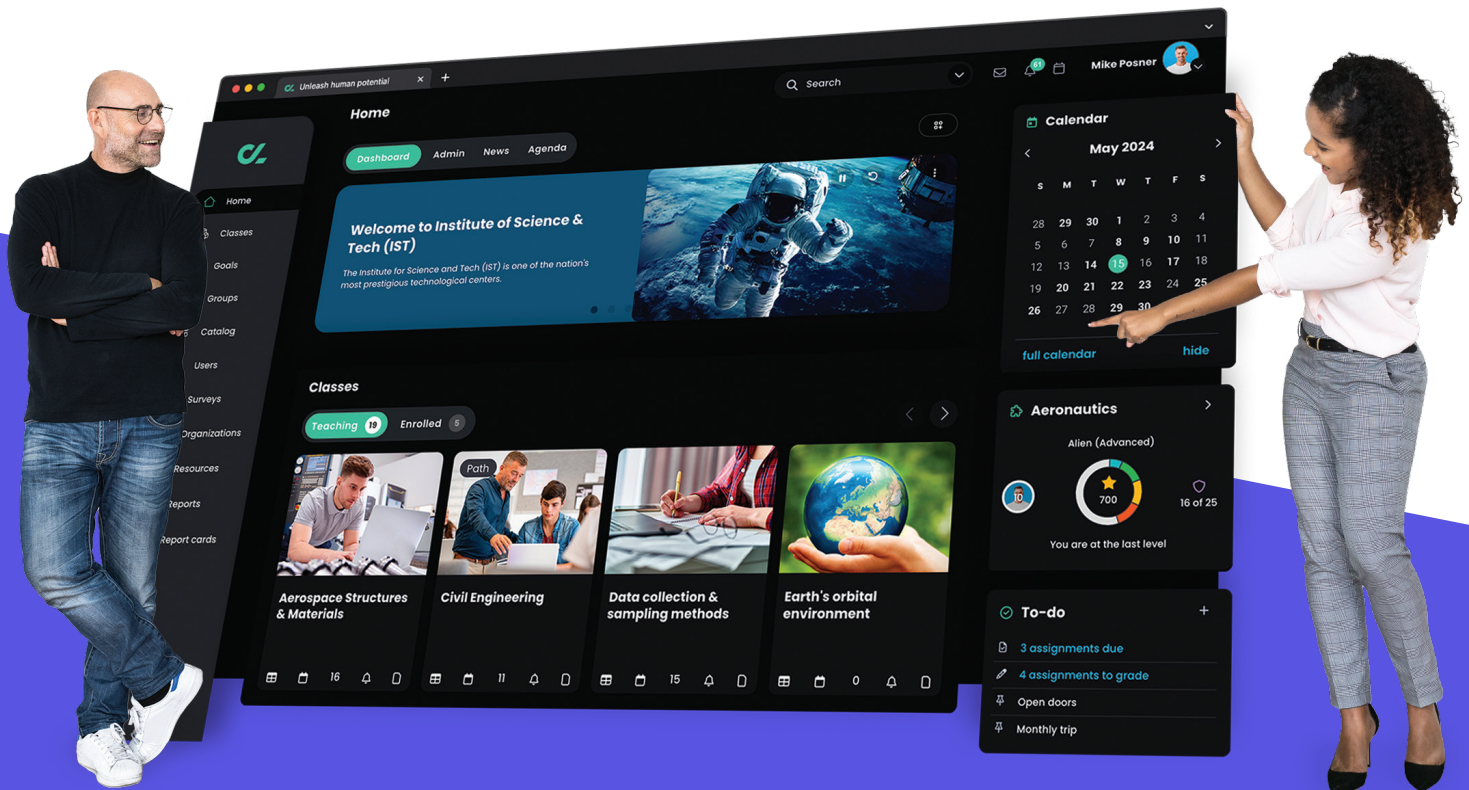 Unleash human potential
Search
61
Mike Posner
Home
Dashboard Admin News Agenda
Welcome to Institute of Science &
Tech (IST)
The Institute for Science and Tech (IST) is one of the nation's
most prestigious technological centers.
Home
Classes
Goals
Groups
Catalog
Users
Surveys
Organizations
Resources
Reports
Report cards
Classes
Teaching 19 Enrolled 5
Path
Aerospace Structures
& Materials
16
Civil Engineering
11
Data collection &
sampling methods
15
Earth's orbital
environment
0
Calendar
May 2024
S M T W T F S
28 29 30 1 2 3 4
5 6 7 8 9 10 11
12 13 14 15 16 17 18
19 20 21 22 23 24 25
26 27 28 29 30
full calendar hide
Aeronautics
Alien (Advanced)
10
700
16 of 25
You are at the last level
To-do
3 assignments due
4 assignments to grade
Open doors
Monthly trip